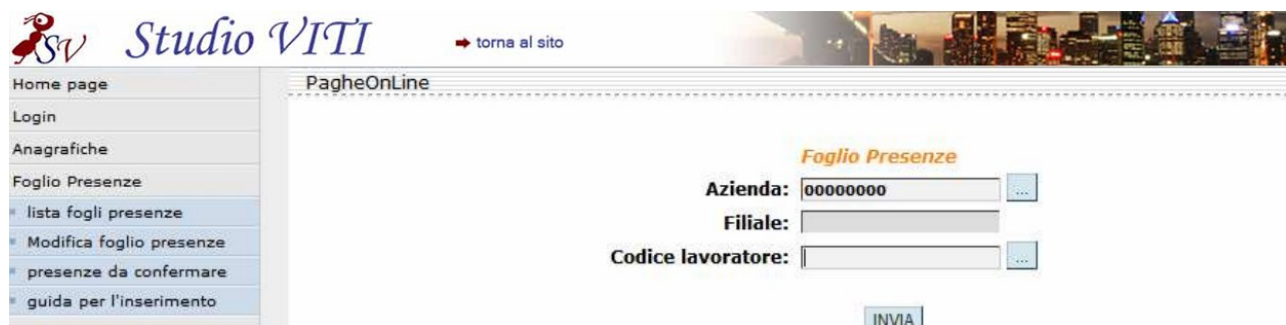 SV Studio VITI
torna al sito
Home page
PagheOnLine
Login
Anagrafiche
Foglio Presenze
lista fogli presenze
Modifica foglio presenze
presenze da confermare
guida per l'inserimento
Foglio Presenze
Azienda: 00000000 ...
Filiale:
Codice lavoratore: ...
INVIA